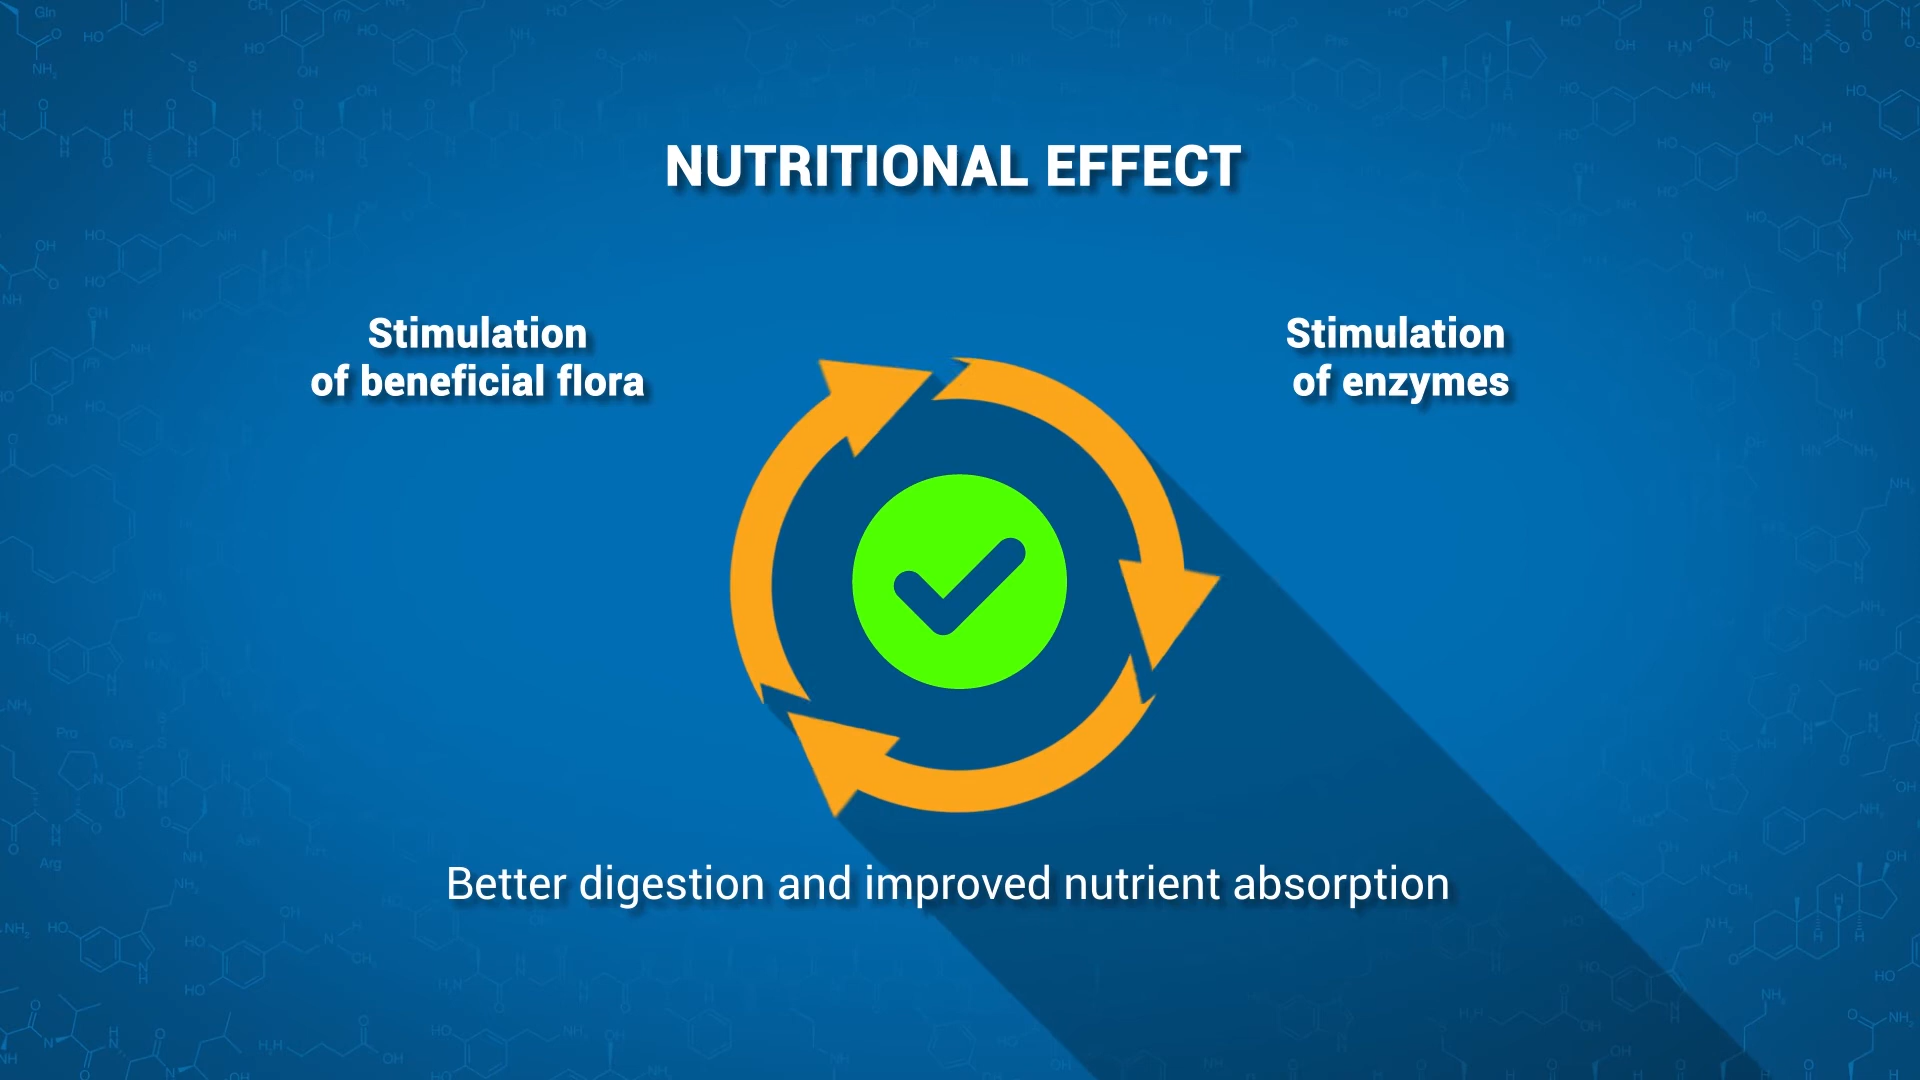 NUTRITIONAL EFFECT
Stimulation
of beneficial flora
Stimulation
of enzymes
Better digestion and improved nutrient absorption